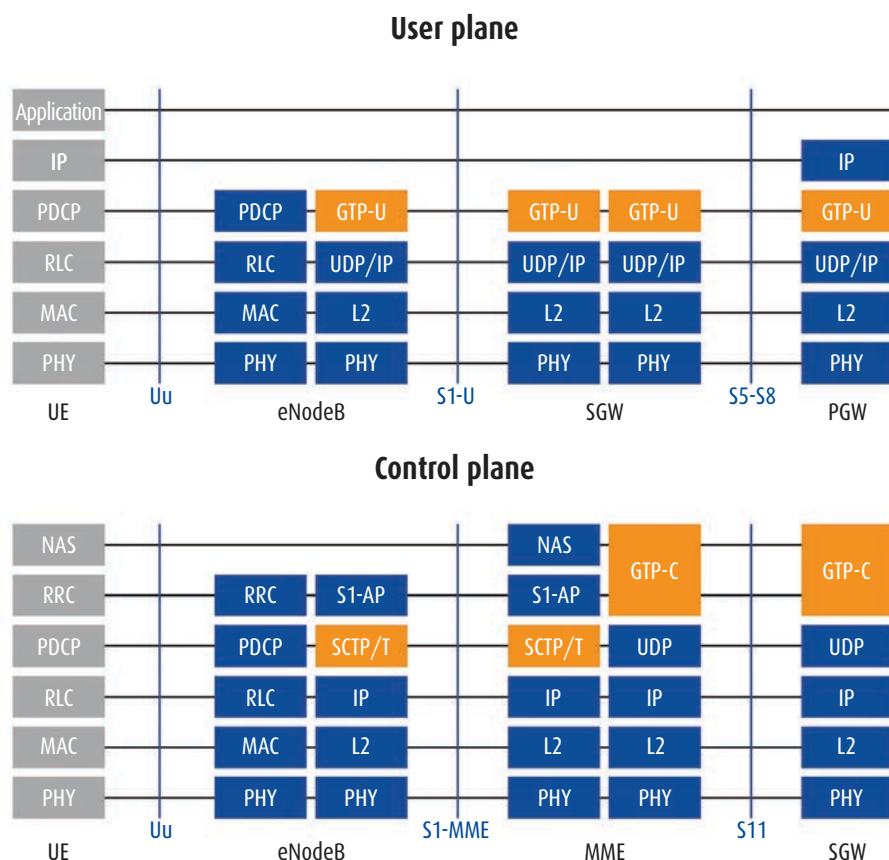 User plane
Application
IP IP
PDCP PDCP GTP-U GTP-U GTP-U GTP-U
RLC RLC UDP/IP UDP/IP UDP/IP UDP/IP
MAC MAC L2 L2 L2 L2
PHY PHY PHY PHY PHY PHY
Uu S1-U S5-S8
UE eNodeB SGW PGW
Control plane
NAS NAS
GTP-C GTP-C
RRC RRC S1-AP S1-AP
PDCP PDCP SCTP/T SCTP/T UDP UDP
RLC RLC IP IP IP IP
MAC MAC L2 L2 L2 L2
PHY PHY PHY PHY PHY PHY
Uu S1-MME S11
UE eNodeB MME SGW